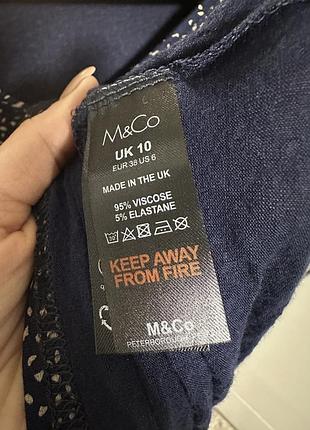 M&Co
UK 10
EUR 38 US 6
MADE IN THE UK
95% VISCOSE
5% ELASTANE
KEEP AWAY
FROM FIRE
M&Co
PETERBOROUGH